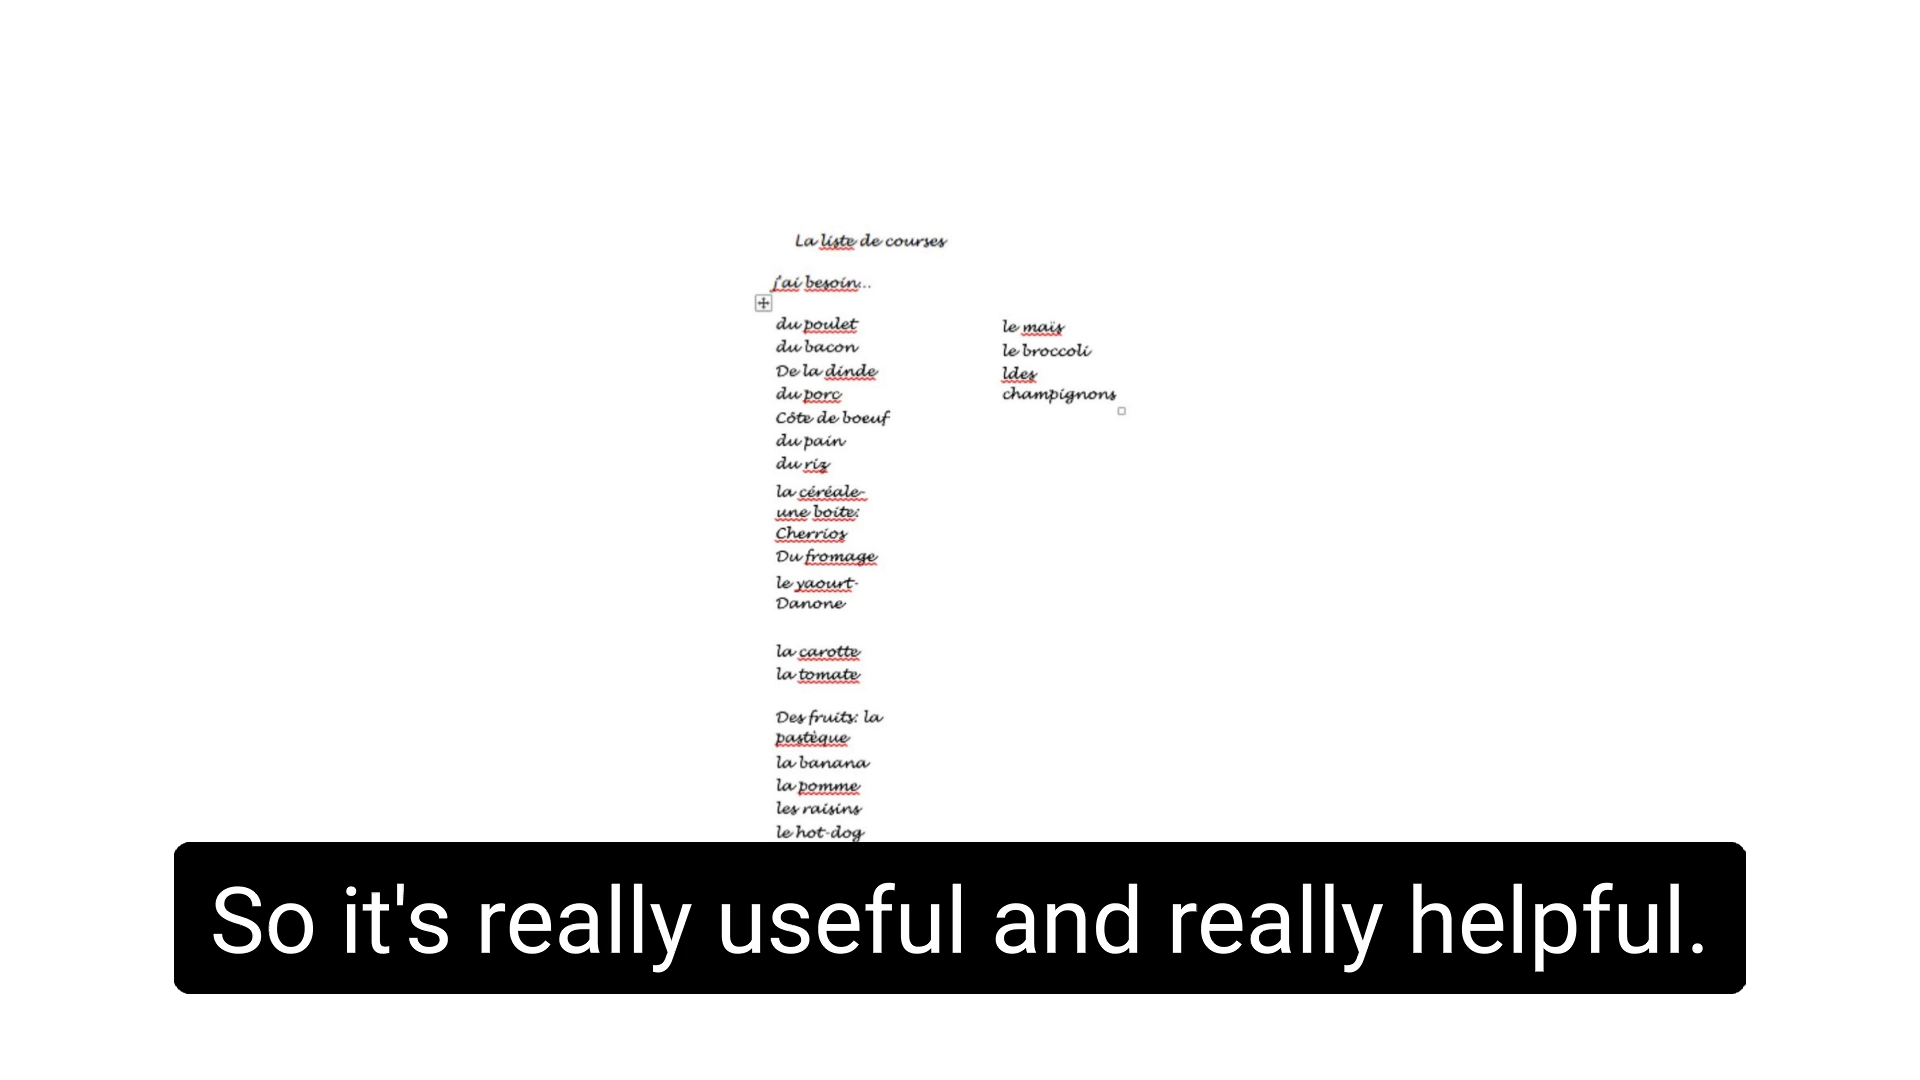 La liste de courses
j'ai besoin...
du poulet
du bacon
De la dinde
du porc
Côte de boeuf
du pain
du riz
la céréale-
une boite:
Cherrios
Du fromage
le yaourt-
Danone
la carotte
la tomate
Des fruits: la
pastèque
la banana
la pomme
les raisins
le hot-dog
le maïs
le broccoli
ldes
champignons
So it's really useful and really helpful.